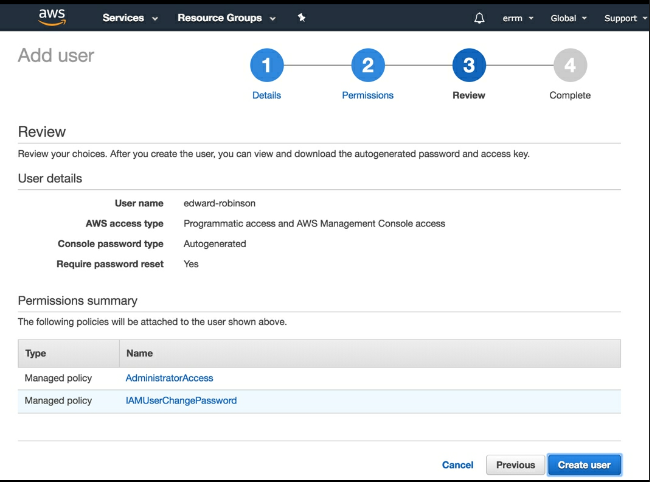 aws Services Resource Groups errm Global Support
Add user
1 2 3 4
Details Permissions Review Complete
Review
Review your choices. After you create the user, you can view and download the autogenerated password and access key.
User details
User name edward-robinson
AWS access type Programmatic access and AWS Management Console access
Console password type Autogenerated
Require password reset Yes
Permissions summary
The following policies will be attached to the user shown above.
Type Name
Managed policy AdministratorAccess
Managed policy IAMUserChangePassword
Cancel Previous Create user